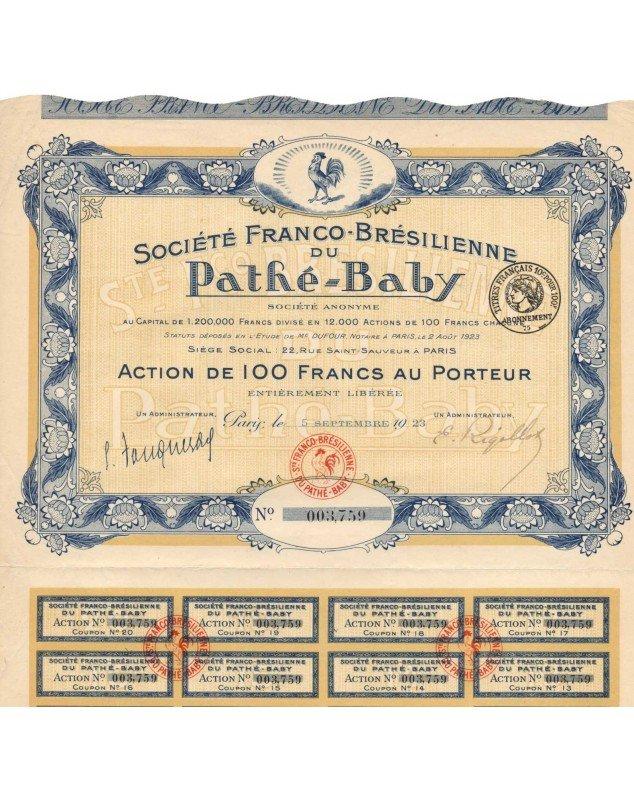 SOCIÉTÉ FRANCO-BRÉSILIENNE
DU
Pathé-Baby
SOCIÉTÉ ANONYME
AU CAPITAL DE 1.200.000 FRANCS DIVISÉ EN 12.000 ACTIONS DE 100 FRANCS CHACUNE
STATUTS DÉPOSÉS EN L'ÉTUDE DE Me. DUFOUR, NOTAIRE À PARIS, LE 2 AOÛT 1923
SIÈGE SOCIAL : 22, RUE SAINT SAUVEUR À PARIS
TITRES FRANÇAIS 10c POUR 100f
ABONNEMENT
75
ACTION DE 100 FRANCS AU PORTEUR
ENTIÈREMENT LIBÉRÉE
UN ADMINISTRATEUR,
Paris, le 5 SEPTEMBRE 1923
UN ADMINISTRATEUR,
Sté FRANCO-BRÉSILIENNE
DU PATHÉ-BABY
No 003,759
SOCIÉTÉ FRANCO-BRÉSILIENNE
DU PATHÉ-BABY
ACTION No 003,759
COUPON No 20
SOCIÉTÉ FRANCO-BRÉSILIENNE
DU PATHÉ-BABY
ACTION No 003,759
COUPON No 19
SOCIÉTÉ FRANCO-BRÉSILIENNE
DU PATHÉ-BABY
ACTION No 003,759
COUPON No 18
SOCIÉTÉ FRANCO-BRÉSILIENNE
DU PATHÉ-BABY
ACTION No 003,759
COUPON No 17
SOCIÉTÉ FRANCO-BRÉSILIENNE
DU PATHÉ-BABY
ACTION No 003,759
COUPON No 16
SOCIÉTÉ FRANCO-BRÉSILIENNE
DU PATHÉ-BABY
ACTION No 003,759
COUPON No 15
SOCIÉTÉ FRANCO-BRÉSILIENNE
DU PATHÉ-BABY
ACTION No 003,759
COUPON No 14
SOCIÉTÉ FRANCO-BRÉSILIENNE
DU PATHÉ-BABY
ACTION No 003,759
COUPON No 13